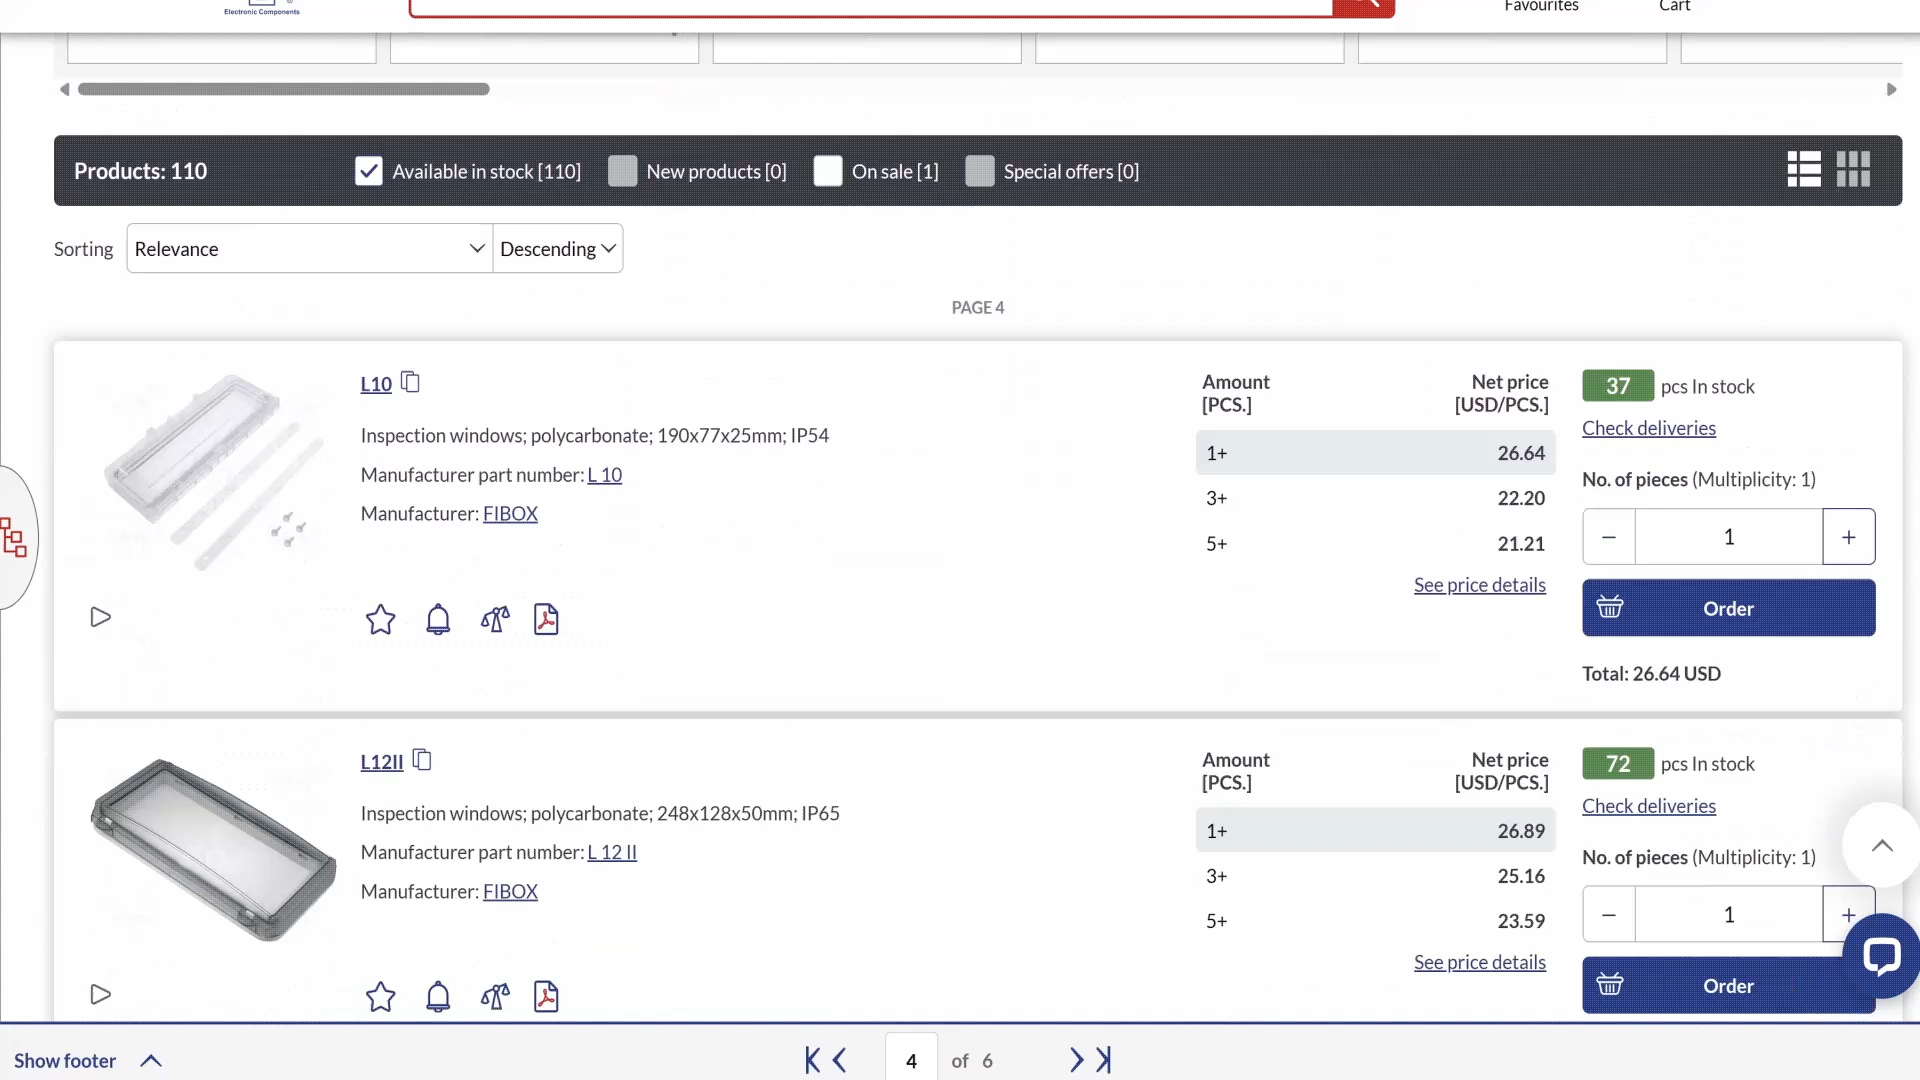 Electronic Components
Favourites
Cart
Products: 110
Available in stock [110]
New products [0]
On sale [1]
Special offers [0]
Sorting
Relevance
Descending
PAGE 4
L10
Inspection windows; polycarbonate; 190x77x25mm; IP54
Manufacturer part number: L 10
Manufacturer: FIBOX
Amount
[PCS.]
Net price
[USD/PCS.]
1+ 26.64
3+ 22.20
5+ 21.21
See price details
37 pcs In stock
Check deliveries
No. of pieces (Multiplicity: 1)
− 1 +
Order
Total: 26.64 USD
L12II
Inspection windows; polycarbonate; 248x128x50mm; IP65
Manufacturer part number: L 12 II
Manufacturer: FIBOX
Amount
[PCS.]
Net price
[USD/PCS.]
1+ 26.89
3+ 25.16
5+ 23.59
See price details
72 pcs In stock
Check deliveries
No. of pieces (Multiplicity: 1)
− 1 +
Order
Show footer
4 of 6